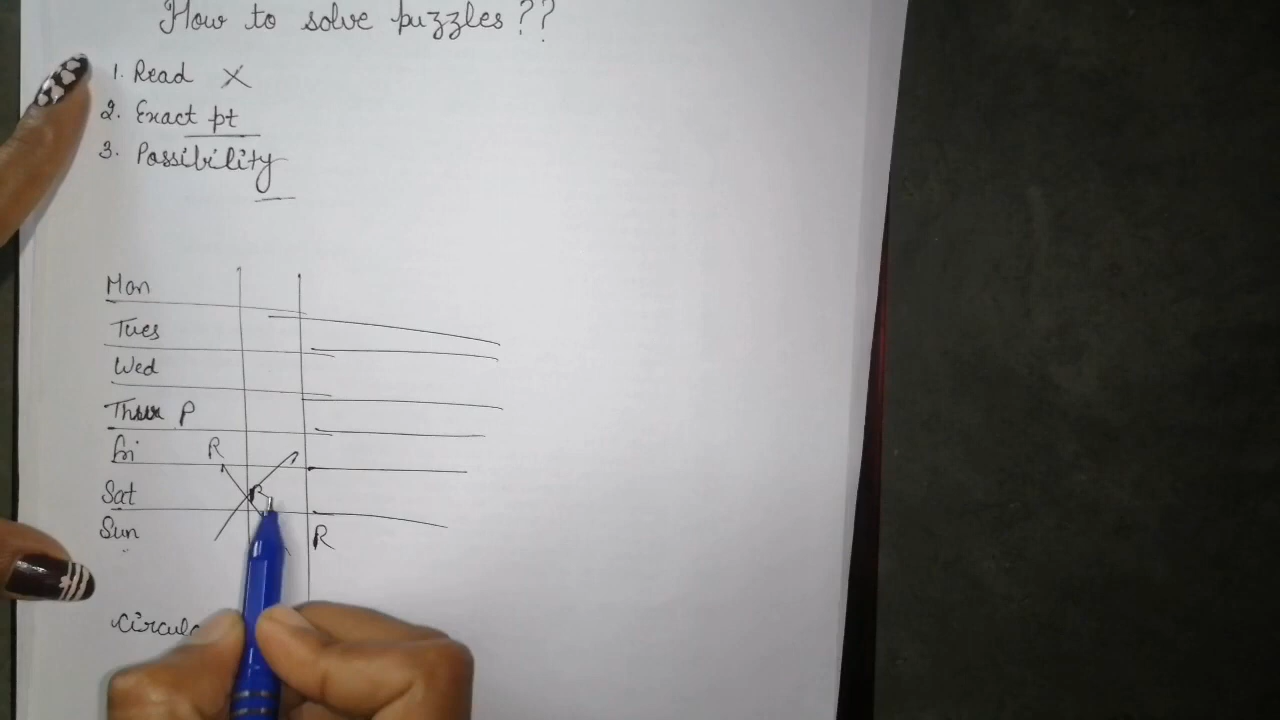 How to solve puzzles??
1. Read X
2. Exact pt
3. Possibility
Mon
Tues
Wed
Thur P
Fri R
Sat R
Sun R